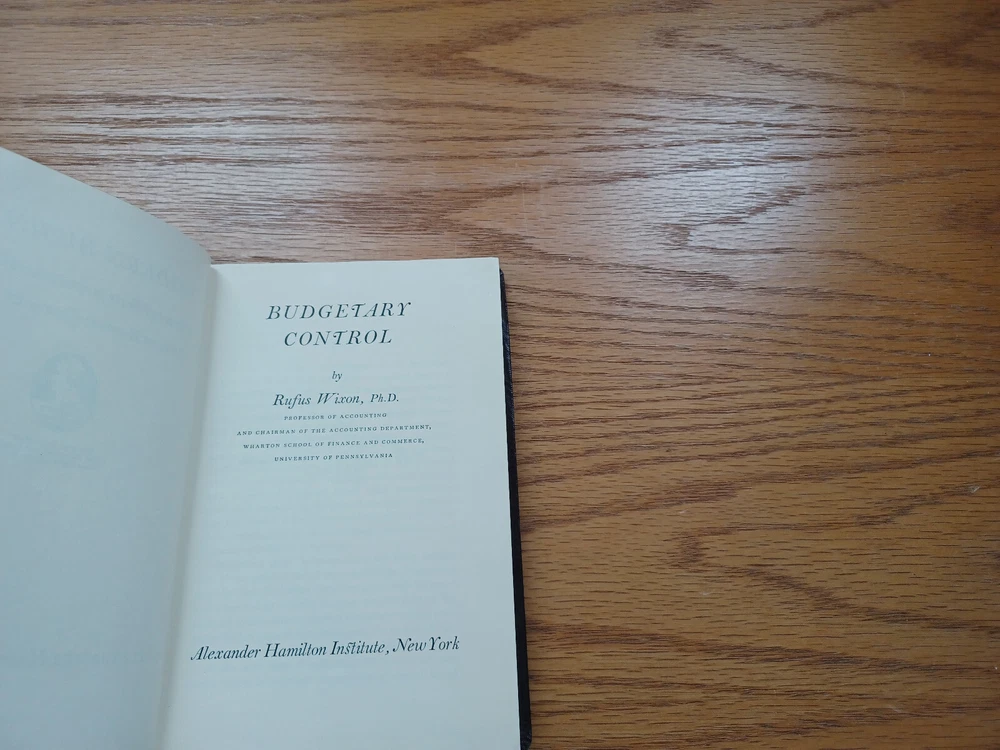 BUDGETARY
CONTROL
by
Rufus Wixon, Ph.D.
PROFESSOR OF ACCOUNTING
AND CHAIRMAN OF THE ACCOUNTING DEPARTMENT,
WHARTON SCHOOL OF FINANCE AND COMMERCE,
UNIVERSITY OF PENNSYLVANIA
Alexander Hamilton Institute, New York